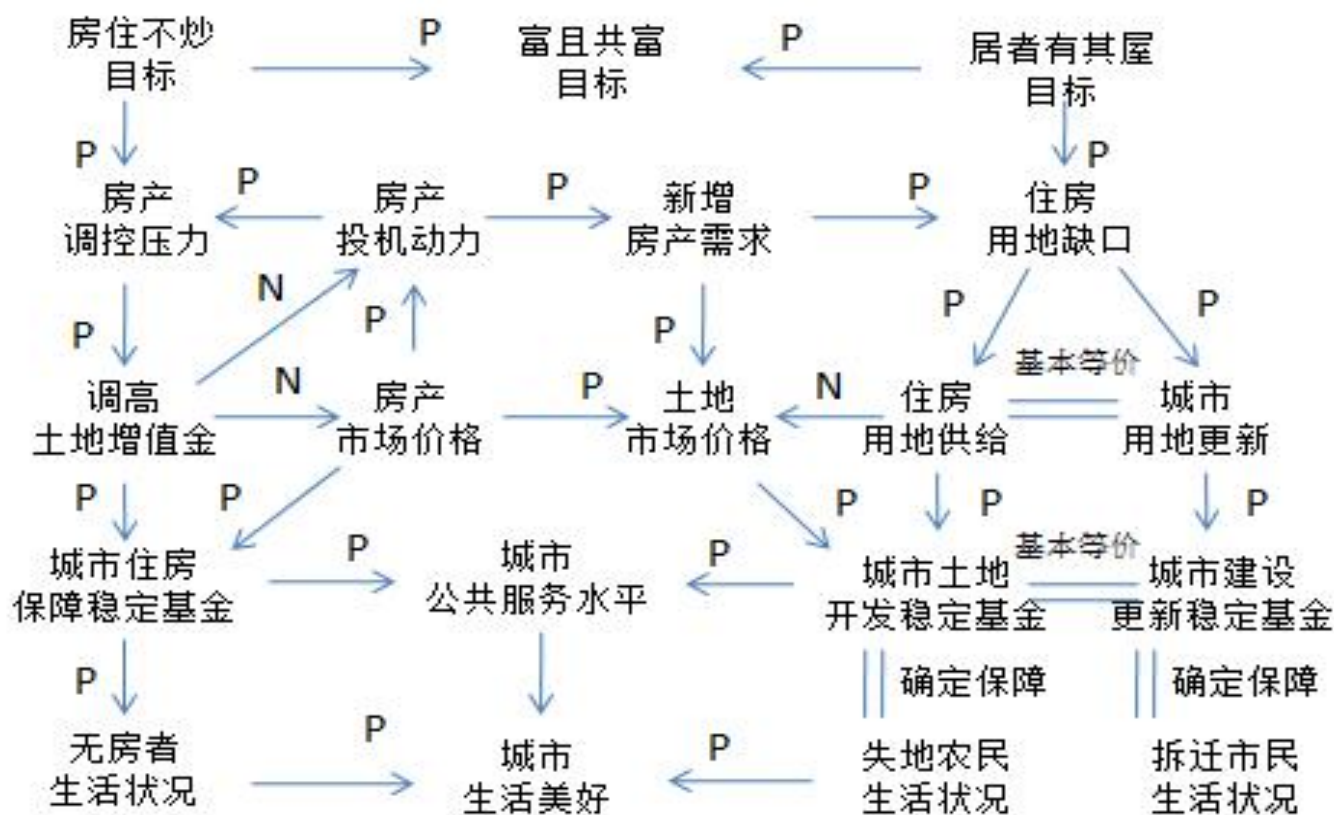 房住不炒
目标
P
富且共富
目标
P
居者有其屋
目标
P
P
房产
调控压力
P
房产
投机动力
P
新增
房产需求
P
住房
用地缺口
P
N
P
P
P
P
调高
土地增值金
N
房产
市场价格
P
土地
市场价格
N
住房
用地供给
基本等价
城市
用地更新
P
P
P
P
P
城市住房
保障稳定基金
P
城市
公共服务水平
P
城市土地
开发稳定基金
基本等价
城市建设
更新稳定基金
P
确定保障
确定保障
无房者
生活状况
P
城市
生活美好
P
失地农民
生活状况
拆迁市民
生活状况